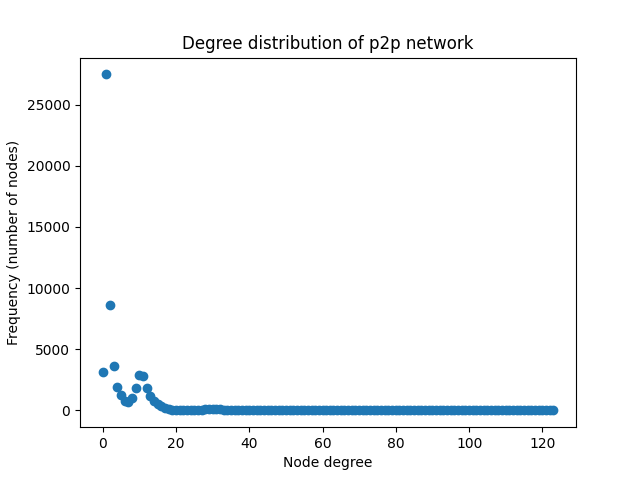 Degree distribution of p2p network
Frequency (number of nodes)
25000
20000
15000
10000
5000
0
0 20 40 60 80 100 120
Node degree